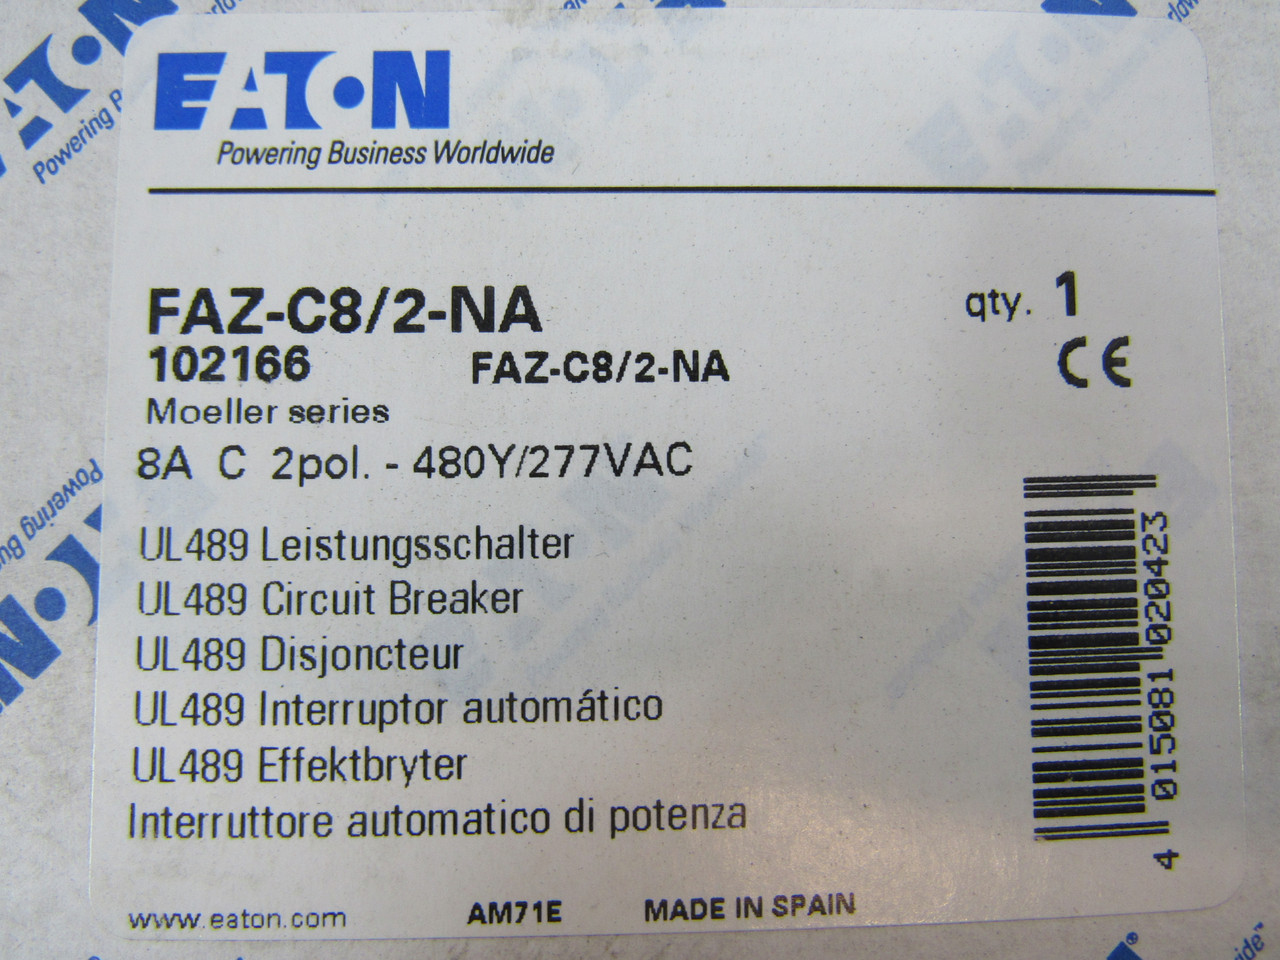 EATON
Powering Business Worldwide
FAZ-C8/2-NA
qty. 1
102166 FAZ-C8/2-NA
CE
Moeller series
8A C 2pol. - 480Y/277VAC
UL489 Leistungsschalter
UL489 Circuit Breaker
UL489 Disjoncteur
UL489 Interruptor automático
UL489 Effektbryter
Interruttore automatico di potenza
4 015081 020423
www.eaton.com AM71E MADE IN SPAIN